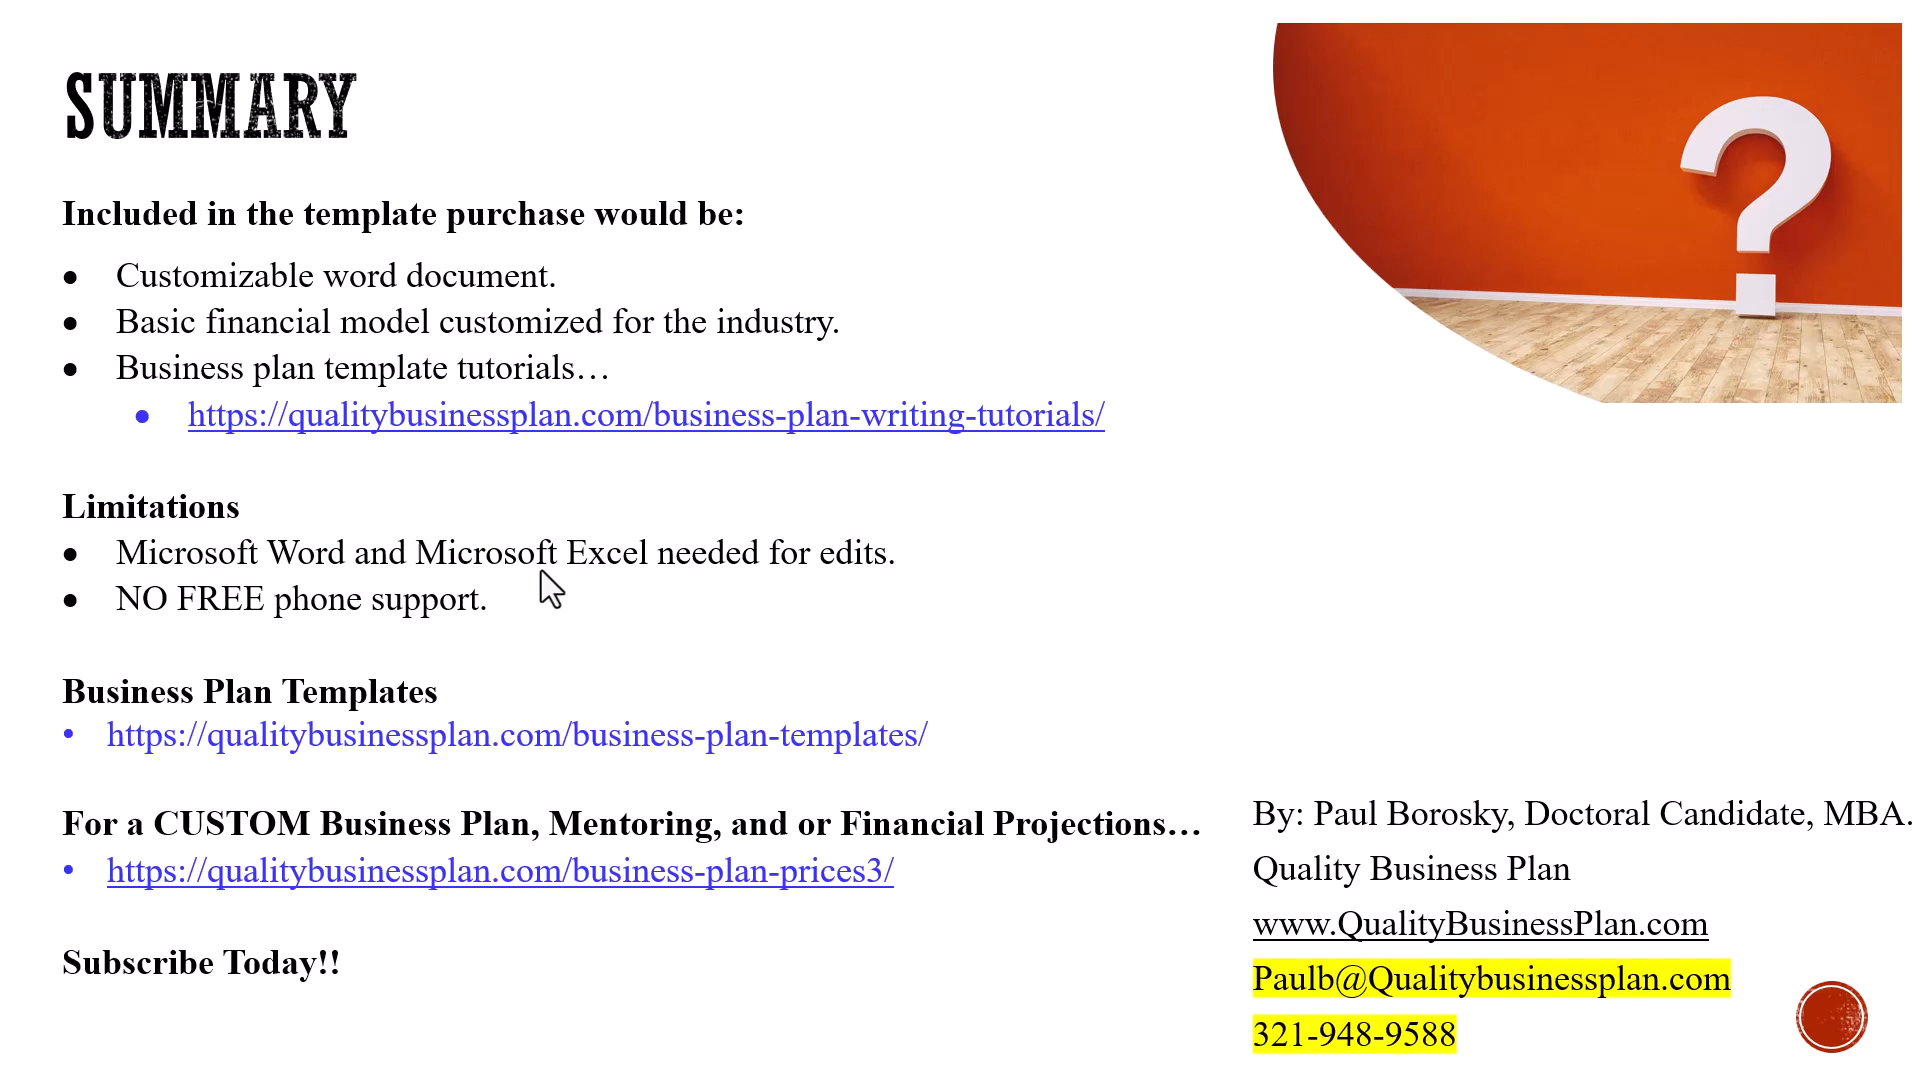 SUMMARY
Included in the template purchase would be:
● Customizable word document.
● Basic financial model customized for the industry.
● Business plan template tutorials…
● https://qualitybusinessplan.com/business-plan-writing-tutorials/
Limitations
● Microsoft Word and Microsoft Excel needed for edits.
● NO FREE phone support.
Business Plan Templates
• https://qualitybusinessplan.com/business-plan-templates/
For a CUSTOM Business Plan, Mentoring, and or Financial Projections…
• https://qualitybusinessplan.com/business-plan-prices3/
Subscribe Today!!
By: Paul Borosky, Doctoral Candidate, MBA.
Quality Business Plan
www.QualityBusinessPlan.com
Paulb@Qualitybusinessplan.com
321-948-9588
?